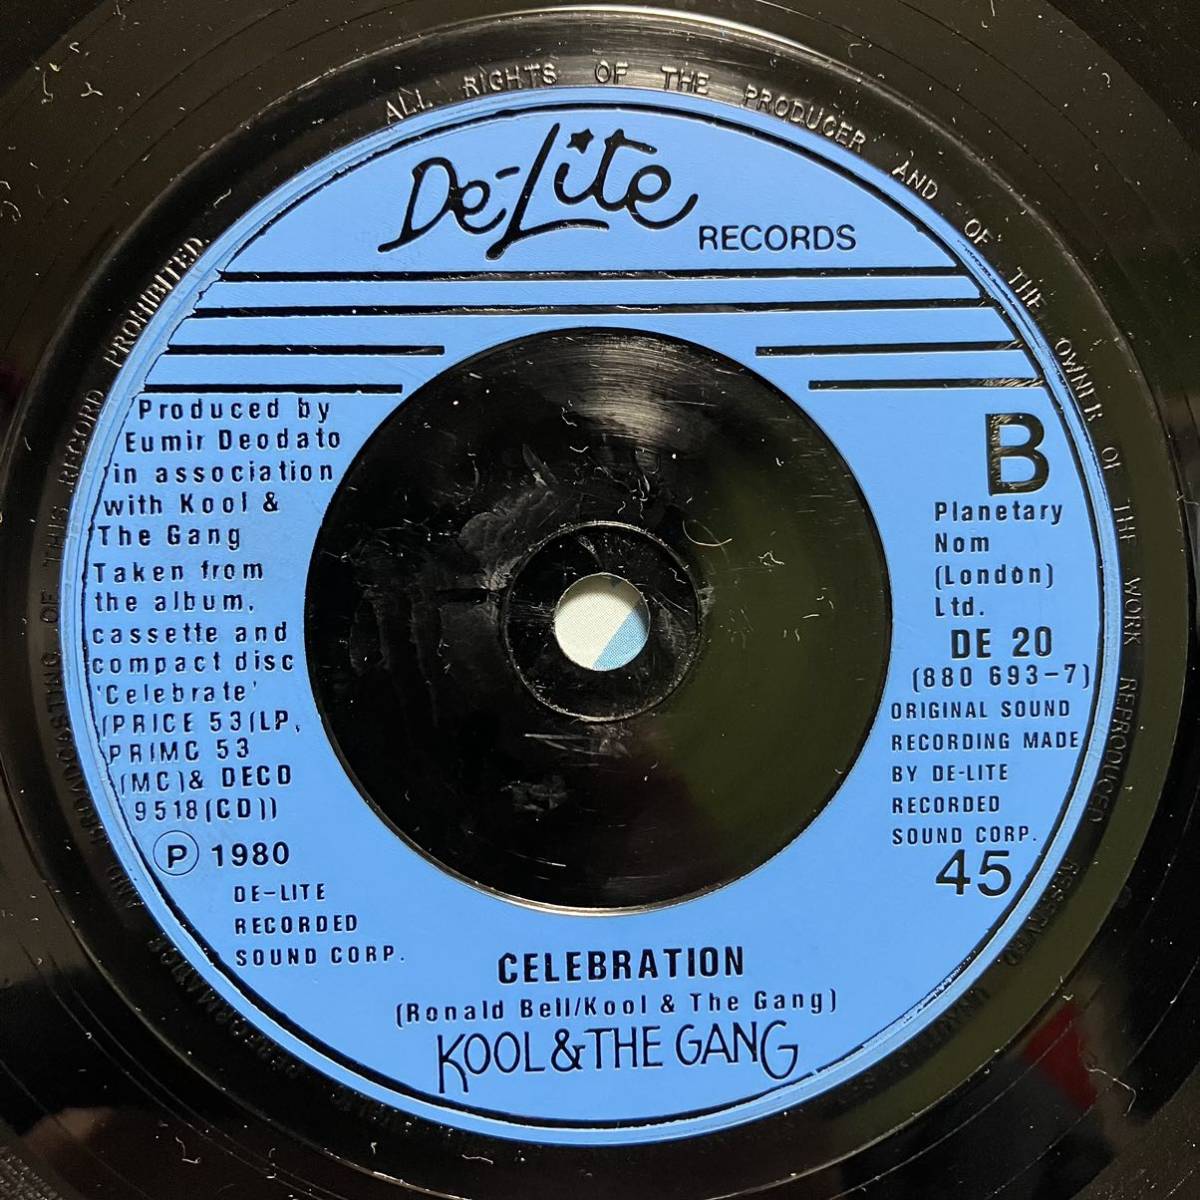 ALL RIGHTS OF THE PRODUCER AND OF THE OWNER OF THE WORK REPRODUCED RESERVED
PROHIBITED.
OF THIS RECORD
De-Lite
RECORDS
Produced by
Eumir Deodato
in association
with Kool &
The Gang
Taken from
the album,
cassette and
compact disc
'Celebrate'
(PRICE 53(LP,
PRIMC 53
(MC)& DECD
9518(CD))
P 1980
DE-LITE
RECORDED
SOUND CORP.
B
Planetary
Nom
(London)
Ltd.
DE 20
(880 693-7)
ORIGINAL SOUND
RECORDING MADE
BY DE-LITE
RECORDED
SOUND CORP.
45
CELEBRATION
(Ronald Bell/Kool & The Gang)
KOOL & THE GANG